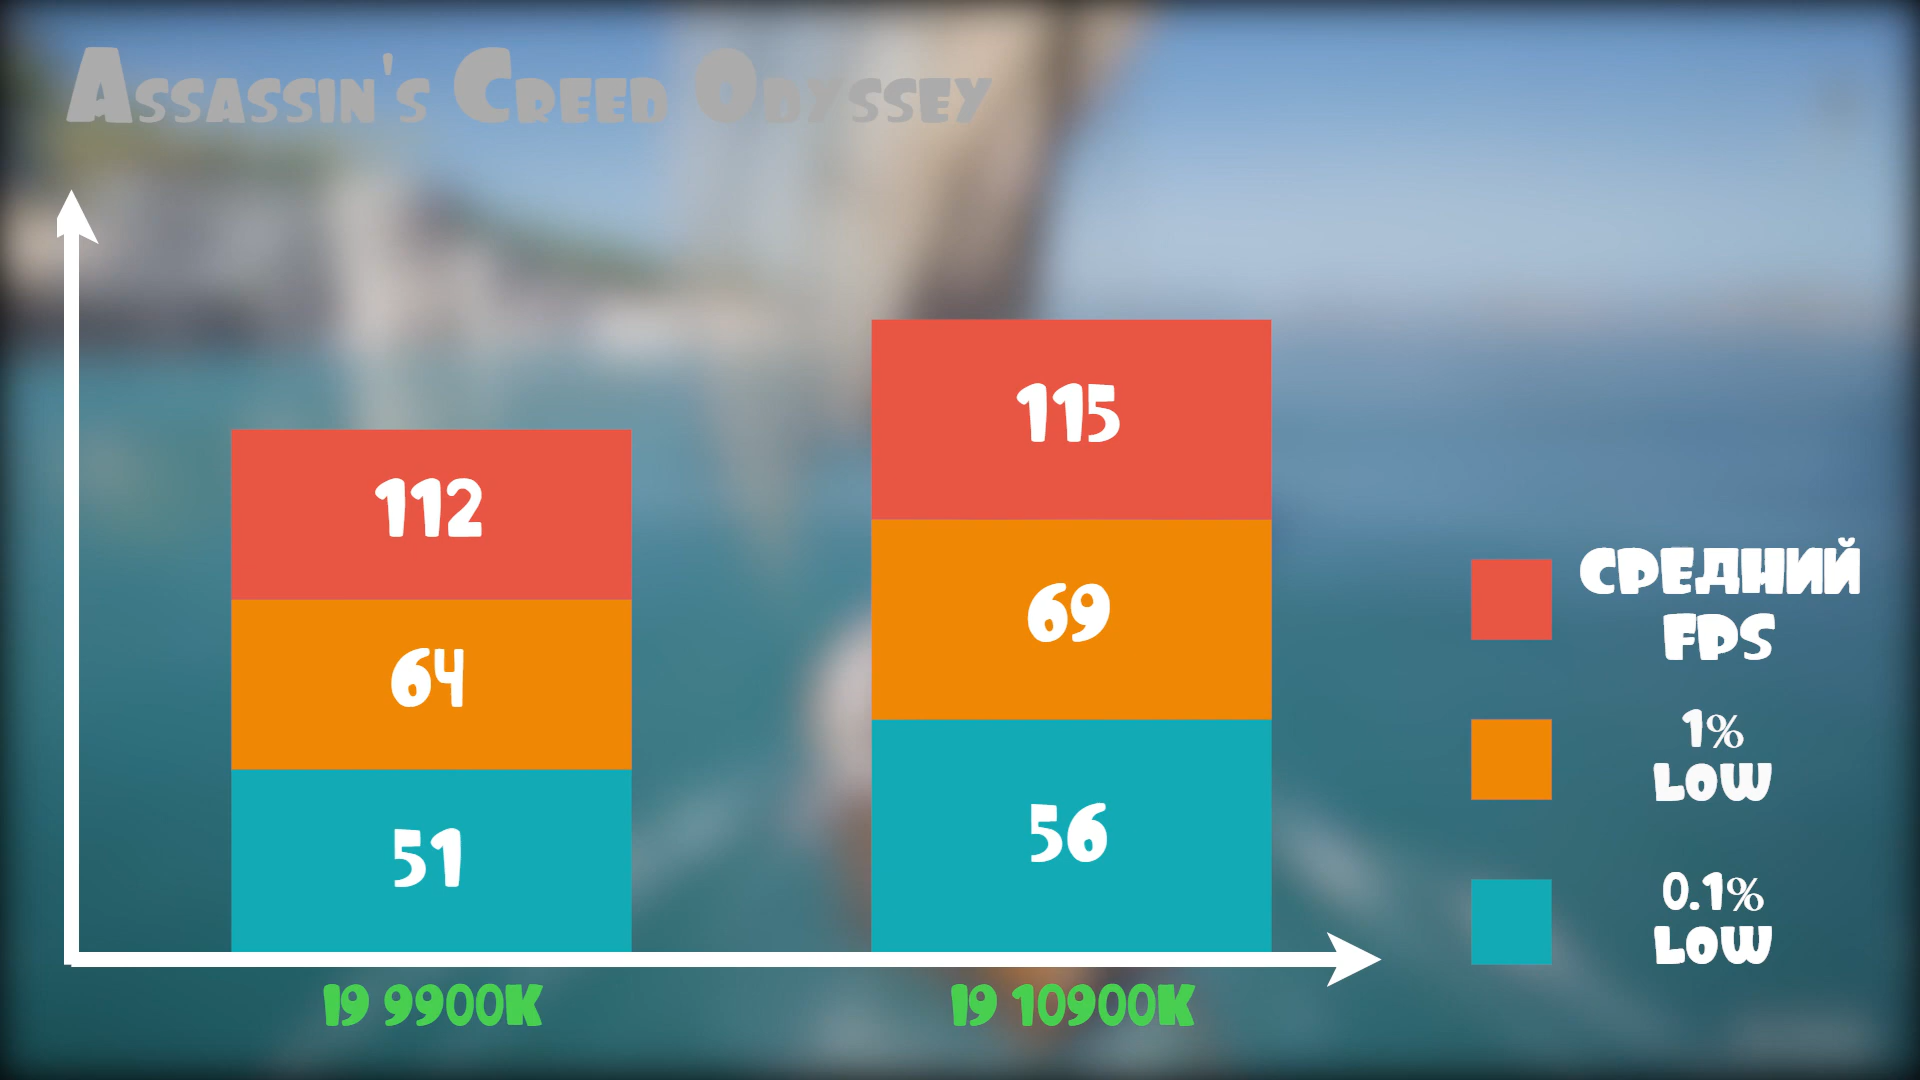 Assassin's Creed Odyssey
115
112
69
64
56
51
СРЕДНИЙ
FPS
1%
LOW
0.1%
LOW
I9 9900K
I9 10900K